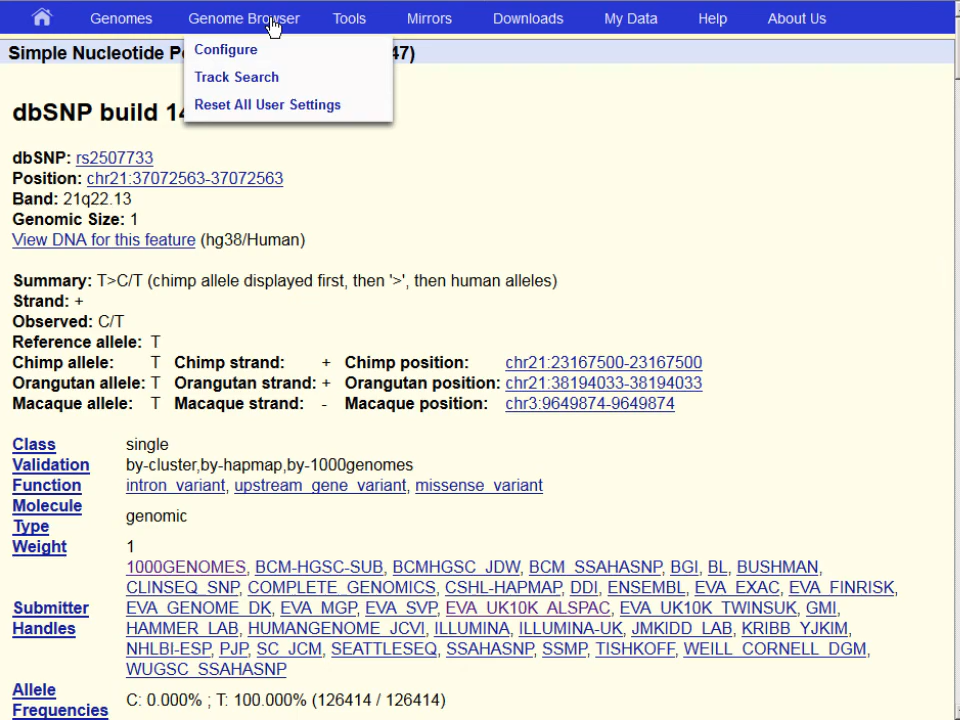 Genomes Genome Browser Tools Mirrors Downloads My Data Help About Us
Configure
Track Search
Reset All User Settings
Simple Nucleotide 47)
dbSNP build
dbSNP: rs2507733
Position: chr21:37072563-37072563
Band: 21q22.13
Genomic Size: 1
View DNA for this feature (hg38/Human)
Summary: T>C/T (chimp allele displayed first, then '>', then human alleles)
Strand: +
Observed: C/T
Reference allele: T
Chimp allele: T Chimp strand: + Chimp position: chr21:23167500-23167500
Orangutan allele: T Orangutan strand: + Orangutan position: chr21:38194033-38194033
Macaque allele: T Macaque strand: - Macaque position: chr3:9649874-9649874
Class single
Validation by-cluster,by-hapmap,by-1000genomes
Function intron_variant, upstream_gene_variant, missense_variant
Molecule
Type genomic
Weight 1
1000GENOMES, BCM-HGSC-SUB, BCMHGSC_JDW, BCM_SSAHASNP, BGI, BL, BUSHMAN,
CLINSEQ_SNP, COMPLETE_GENOMICS, CSHL-HAPMAP, DDI, ENSEMBL, EVA_EXAC, EVA_FINRISK,
Submitter EVA_GENOME_DK, EVA_MGP, EVA_SVP, EVA_UK10K_ALSPAC, EVA_UK10K_TWINSUK, GMI,
Handles HAMMER_LAB, HUMANGENOME_JCVI, ILLUMINA, ILLUMINA-UK, JMKIDD_LAB, KRIBB_YJKIM,
NHLBI-ESP, PJP, SC_JCM, SEATTLESEQ, SSAHASNP, SSMP, TISHKOFF, WEILL_CORNELL_DGM,
WUGSC_SSAHASNP
Allele
Frequencies C: 0.000% ; T: 100.000% (126414 / 126414)